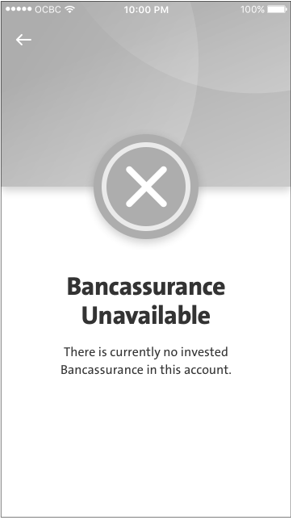 OCBC 10:00 PM 100%
Bancassurance
Unavailable
There is currently no invested
Bancassurance in this account.